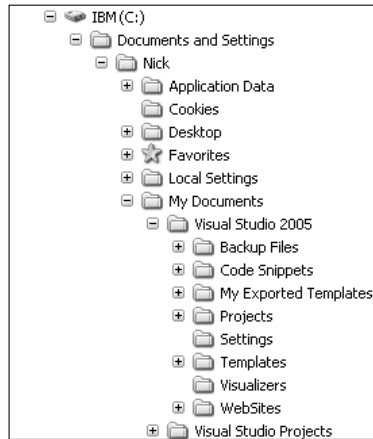 IBM (C:)
Documents and Settings
Nick
Application Data
Cookies
Desktop
Favorites
Local Settings
My Documents
Visual Studio 2005
Backup Files
Code Snippets
My Exported Templates
Projects
Settings
Templates
Visualizers
WebSites
Visual Studio Projects